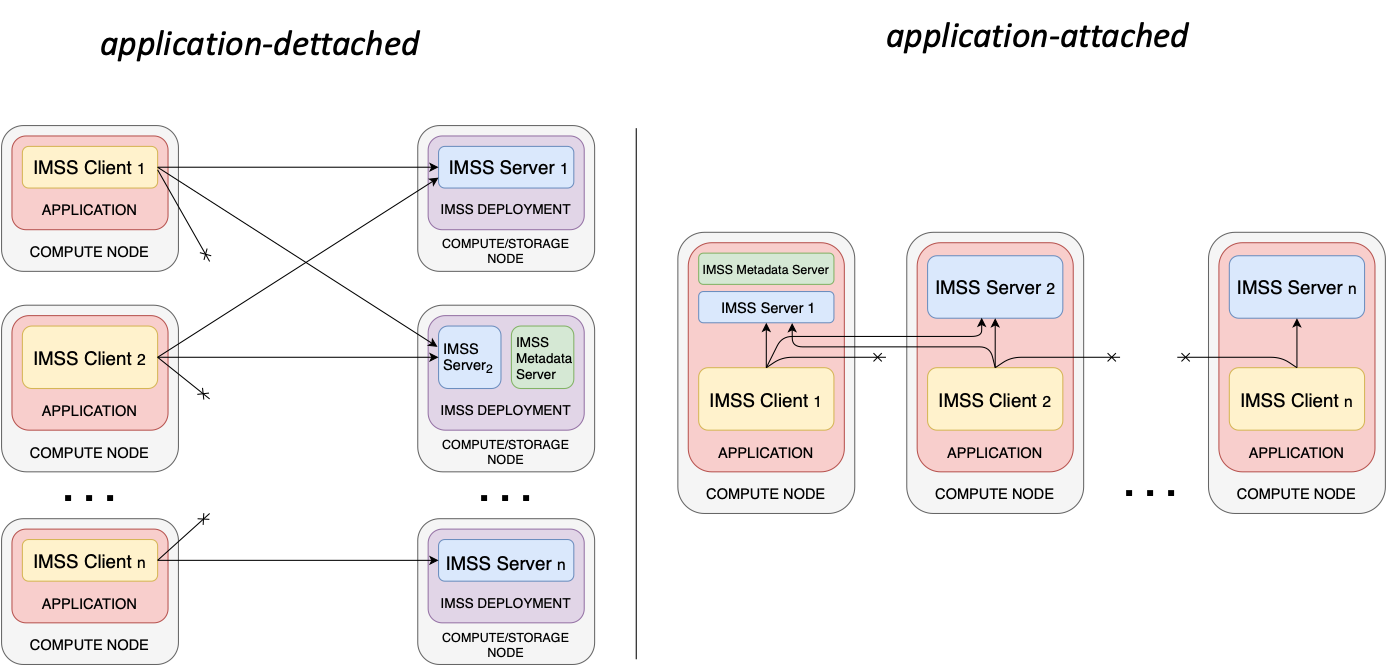 application-dettached
IMSS Client 1
APPLICATION
COMPUTE NODE
IMSS Server 1
IMSS DEPLOYMENT
COMPUTE/STORAGE
NODE
IMSS Client 2
APPLICATION
COMPUTE NODE
IMSS
Server2
IMSS
Metadata
Server
IMSS DEPLOYMENT
COMPUTE/STORAGE
NODE
. . .
. . .
IMSS Client n
APPLICATION
COMPUTE NODE
IMSS Server n
IMSS DEPLOYMENT
COMPUTE/STORAGE
NODE
application-attached
IMSS Metadata Server
IMSS Server 1
IMSS Client 1
APPLICATION
COMPUTE NODE
IMSS Server 2
IMSS Client 2
APPLICATION
COMPUTE NODE
. . .
IMSS Server n
IMSS Client n
APPLICATION
COMPUTE NODE